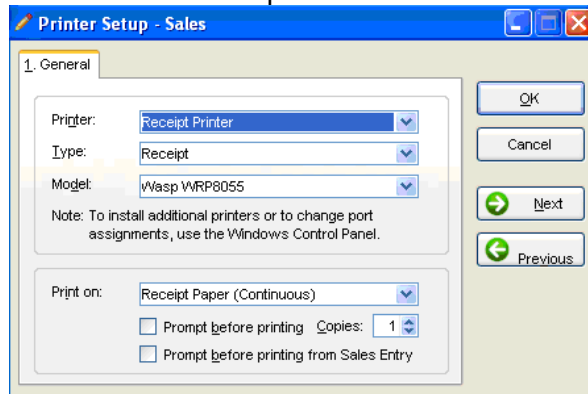 Printer Setup - Sales
1. General
OK
Printer: Receipt Printer
Type: Receipt
Cancel
Model: Wasp WRP8055
Next
Note: To install additional printers or to change port
assignments, use the Windows Control Panel.
Previous
Print on: Receipt Paper (Continuous)
Prompt before printing Copies: 1
Prompt before printing from Sales Entry